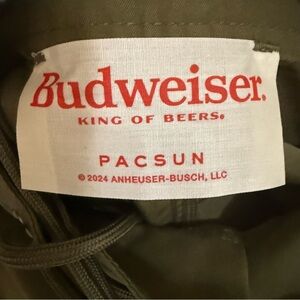 Budweiser®
KING OF BEERS®
PACSUN
© 2024 ANHEUSER-BUSCH, LLC